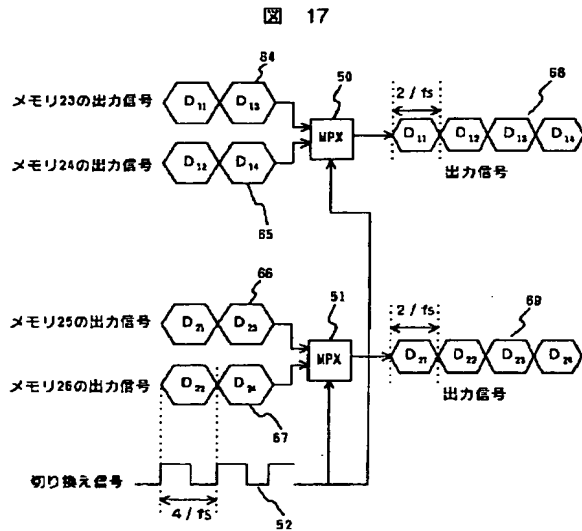 図 17
64
メモリ23の出力信号 D11 D13
50
MPX
2/fs
68
D11 D12 D13 D14
出力信号
メモリ24の出力信号 D12 D14
65
66
メモリ25の出力信号 D21 D23
51
MPX
2/fs
69
D21 D22 D23 D24
出力信号
メモリ26の出力信号 D22 D24
67
切り換え信号
4/fs
52